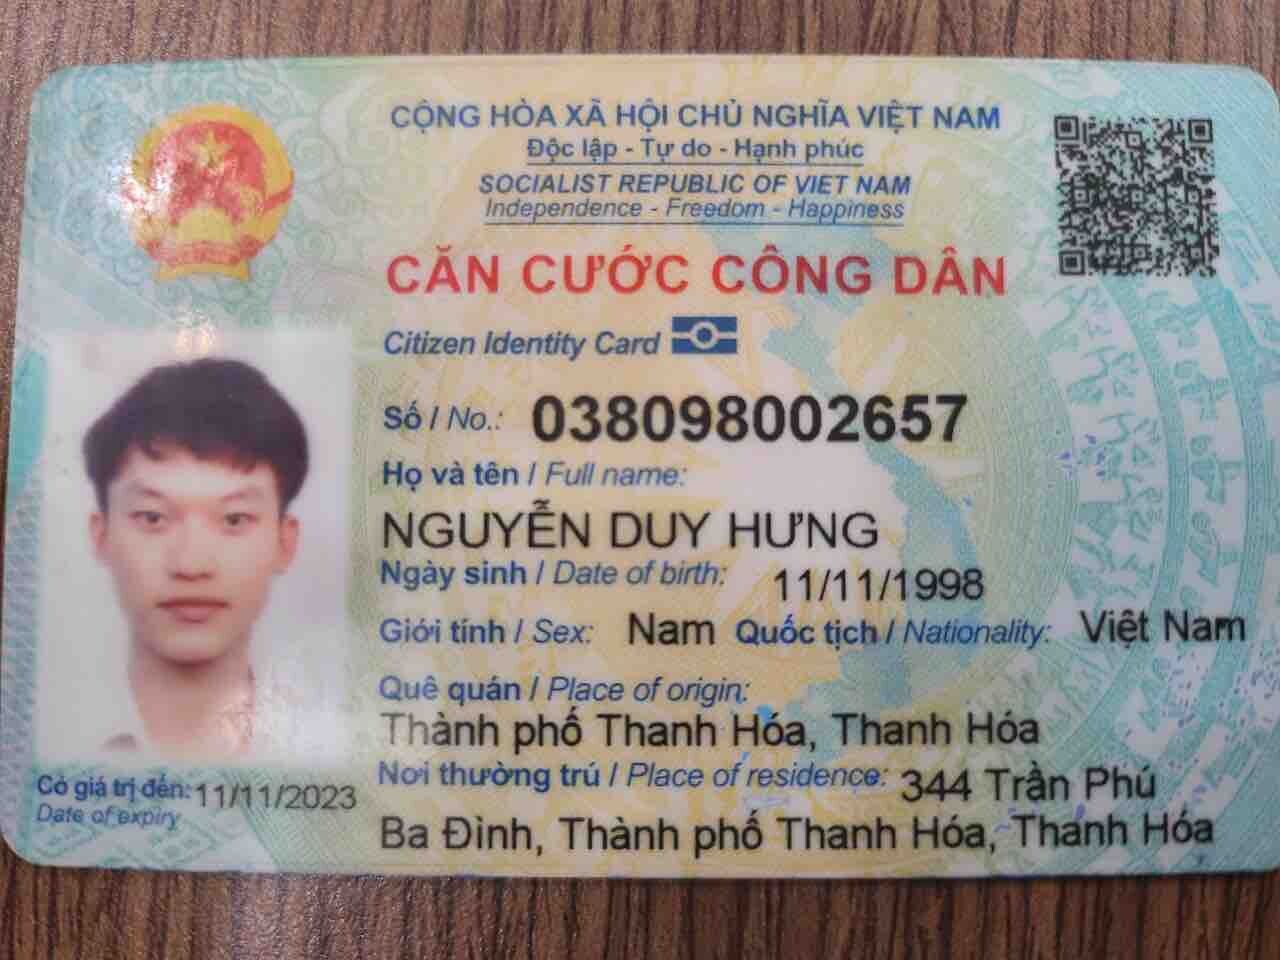 CỘNG HÒA XÃ HỘI CHỦ NGHĨA VIỆT NAM
Độc lập - Tự do - Hạnh phúc
SOCIALIST REPUBLIC OF VIET NAM
Independence - Freedom - Happiness
CĂN CƯỚC CÔNG DÂN
Citizen Identity Card
Số / No.: 038098002657
Họ và tên / Full name:
NGUYỄN DUY HƯNG
Ngày sinh / Date of birth: 11/11/1998
Giới tính / Sex: Nam Quốc tịch / Nationality: Việt Nam
Quê quán / Place of origin:
Thành phố Thanh Hóa, Thanh Hóa
Nơi thường trú / Place of residence: 344 Trần Phú
Ba Đình, Thành phố Thanh Hóa, Thanh Hóa
Có giá trị đến: 11/11/2023
Date of expiry